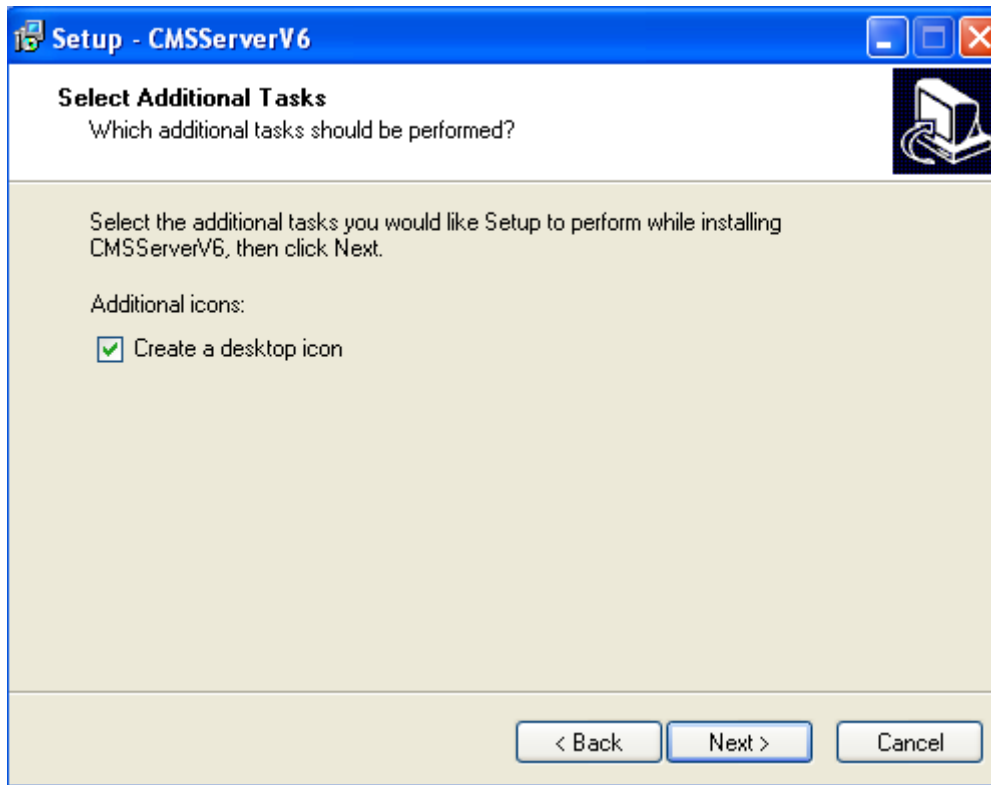 Setup - CMSServerV6
Select Additional Tasks
Which additional tasks should be performed?
Select the additional tasks you would like Setup to perform while installing
CMSServerV6, then click Next.
Additional icons:
Create a desktop icon
< Back
Next >
Cancel